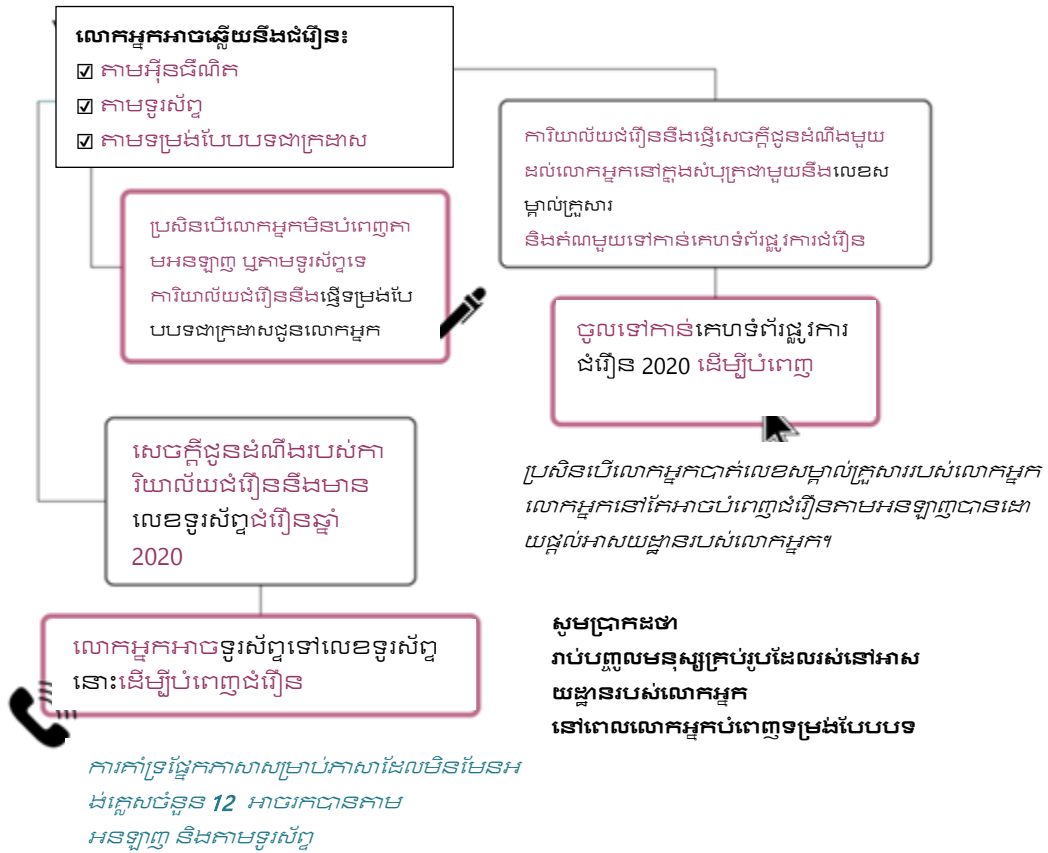 លោកអ្នកអាចឆ្លើយនឹងជំរឿន៖
☑ តាមអ៊ីនធឺណិត
☑ តាមទូរស័ព្ទ
☑ តាមទម្រង់បែបបទជាក្រដាស
ការិយាល័យជំរឿននឹងផ្ញើសេចក្តីជូនដំណឹងមួយ
ដល់លោកអ្នកនៅក្នុងសំបុត្រជាមួយនឹងលេខស
ម្គាល់គ្រួសារ
និងតំណមួយទៅកាន់គេហទំព័រផ្លូវការជំរឿន
ប្រសិនបើលោកអ្នកមិនបំពេញតា
មអនឡាញ ឬតាមទូរស័ព្ទទេ
ការិយាល័យជំរឿននឹងផ្ញើទម្រង់បែ
បបទជាក្រដាសជូនលោកអ្នក
ចូលទៅកាន់គេហទំព័រផ្លូវការ
ជំរឿន 2020 ដើម្បីបំពេញ
សេចក្តីជូនដំណឹងរបស់កា
រិយាល័យជំរឿននឹងមាន
លេខទូរស័ព្ទជំរឿនឆ្នាំ
2020
ប្រសិនបើលោកអ្នកបាត់លេខសម្គាល់គ្រួសាររបស់លោកអ្នក
លោកអ្នកនៅតែអាចបំពេញជំរឿនតាមអនឡាញបានដោ
យផ្តល់អាសយដ្ឋានរបស់លោកអ្នក។
លោកអ្នកអាចទូរស័ព្ទទៅលេខទូរស័ព្ទ
នោះដើម្បីបំពេញជំរឿន
សូមប្រាកដថា
រាប់បញ្ចូលមនុស្សគ្រប់រូបដែលរស់នៅអាស
យដ្ឋានរបស់លោកអ្នក
នៅពេលលោកអ្នកបំពេញទម្រង់បែបបទ
ការគាំទ្រផ្នែកភាសាសម្រាប់ភាសាដែលមិនមែនអ
ង់គ្លេសចំនួន 12 អាចរកបានតាម
អនឡាញ និងតាមទូរស័ព្ទ